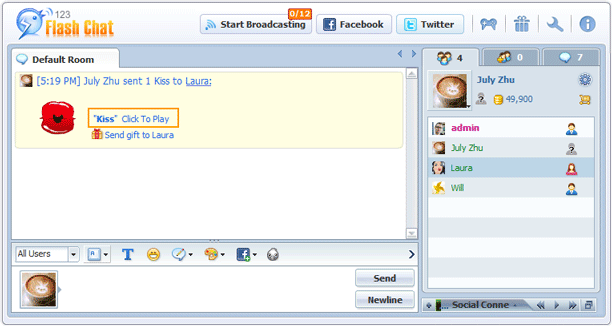 123
Flash Chat
Start Broadcasting
0/12
Facebook
Twitter
Default Room
[5:19 PM] July Zhu sent 1 Kiss to Laura:
"Kiss" Click To Play
Send gift to Laura
All Users
Send
Newline
4
0
7
July Zhu
49,900
admin
July Zhu
Laura
Will
... Social Conne